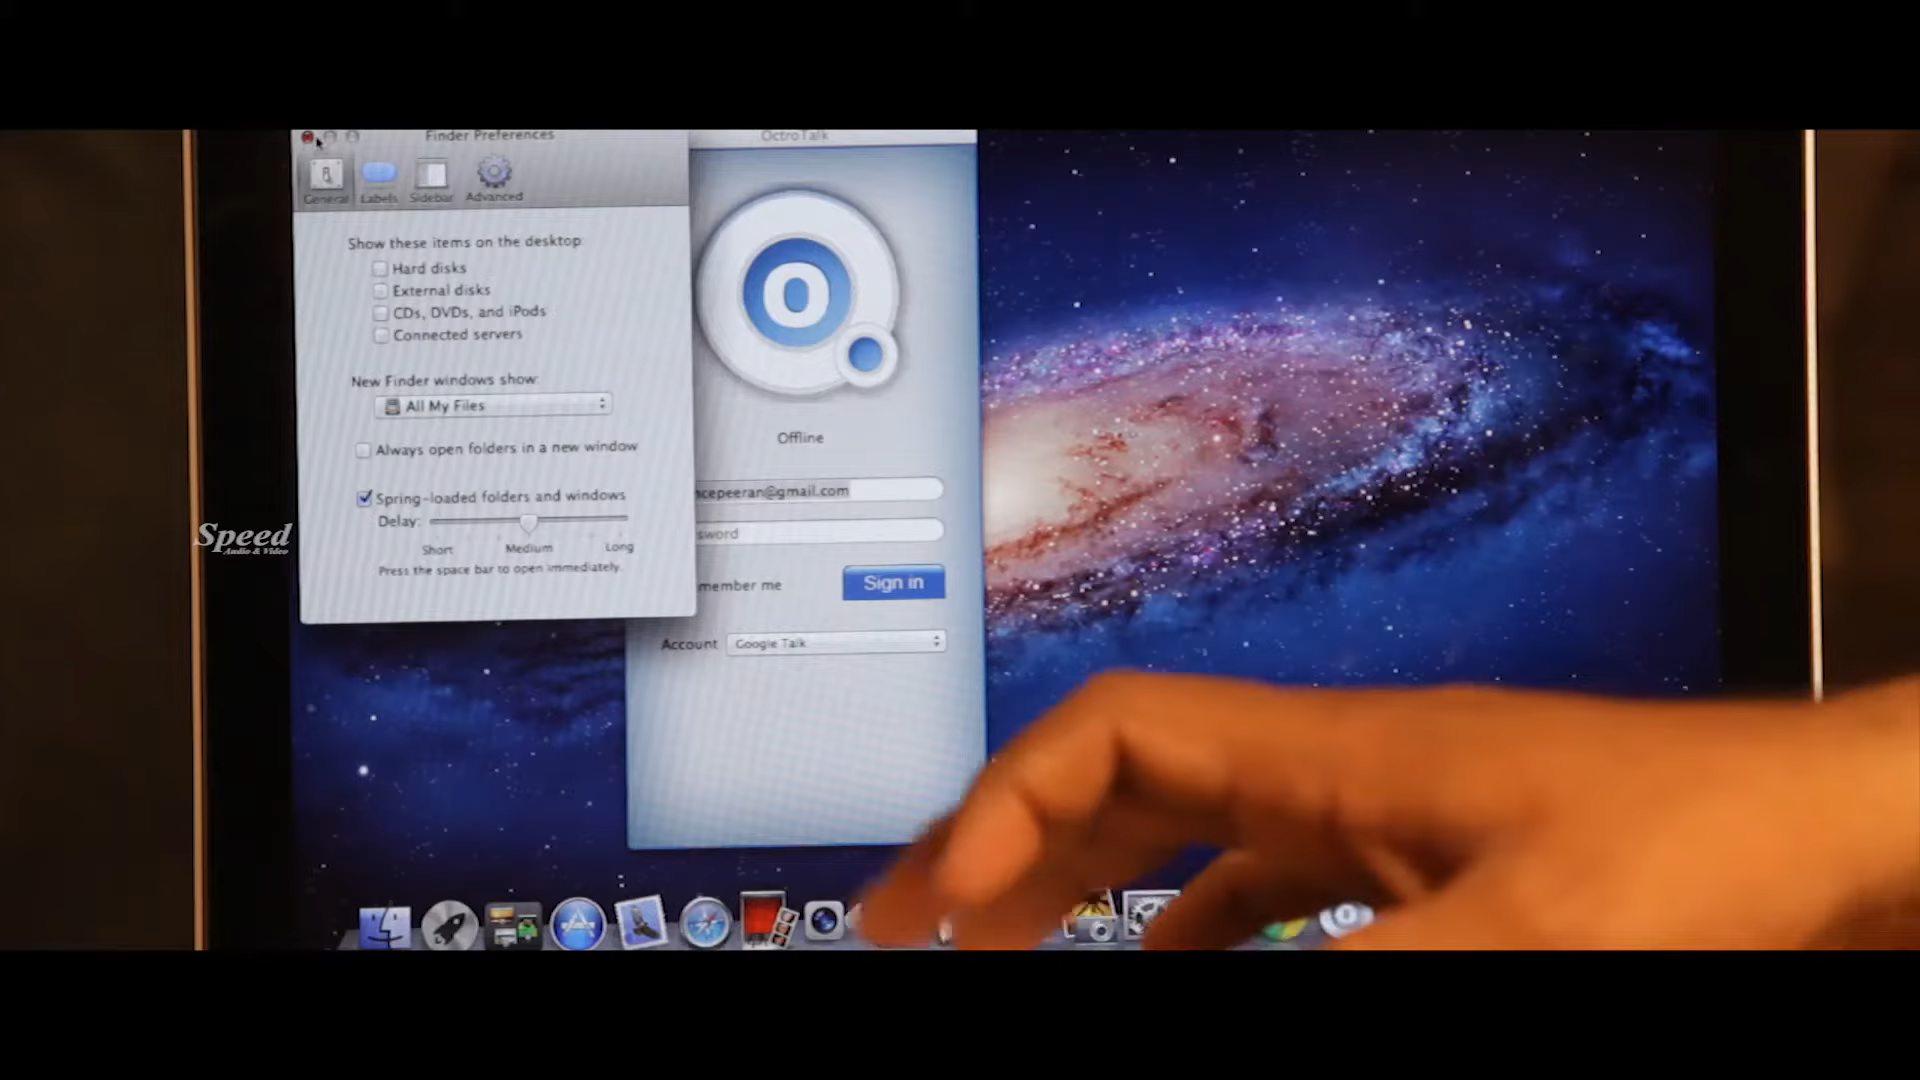 Finder Preferences
OctroTalk
General Labels Sidebar Advanced
Show these items on the desktop:
Hard disks
External disks
CDs, DVDs, and iPods
Connected servers
New Finder windows show:
All My Files
Always open folders in a new window
Spring-loaded folders and windows
Delay:
Short Medium Long
Press the space bar to open immediately.
O
Offline
ncepeeran@gmail.com
sword
member me
Sign in
Account Google Talk
Speed
Audio & Video